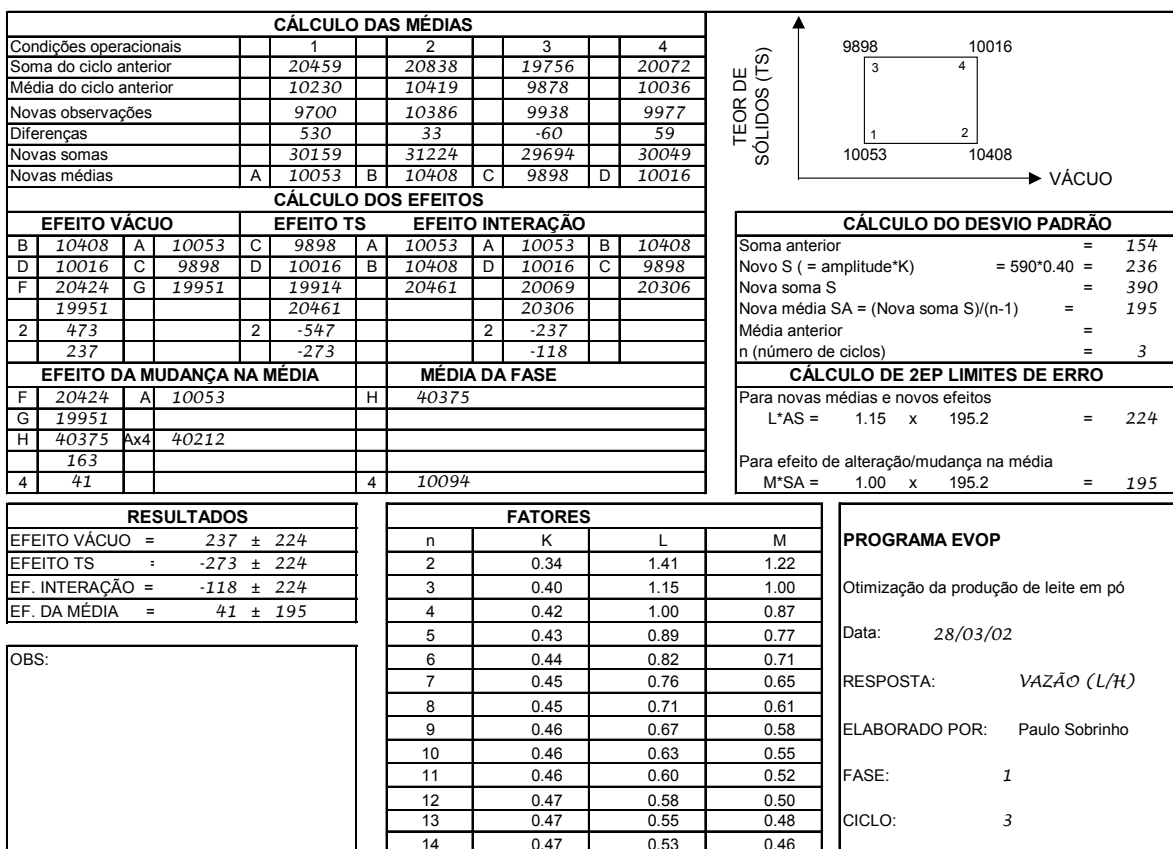 CÁLCULO DAS MÉDIAS
Condições operacionais 1 2 3 4
Soma do ciclo anterior 20459 20838 19756 20072
Média do ciclo anterior 10230 10419 9878 10036
Novas observações 9700 10386 9938 9977
Diferenças 530 33 -60 59
Novas somas 30159 31224 29694 30049
Novas médias A 10053 B 10408 C 9898 D 10016
CÁLCULO DOS EFEITOS
EFEITO VÁCUO EFEITO TS EFEITO INTERAÇÃO
B 10408 A 10053 C 9898 A 10053 A 10053 B 10408
D 10016 C 9898 D 10016 B 10408 D 10016 C 9898
F 20424 G 19951 19914 20461 20069 20306
19951 20461 20306
2 473 2 -547 2 -237
237 -273 -118
EFEITO DA MUDANÇA NA MÉDIA MÉDIA DA FASE
F 20424 A 10053 H 40375
G 19951
H 40375 Ax4 40212
163
4 41 4 10094
TEOR DE
SÓLIDOS (TS)
9898 10016
3 4
1 2
10053 10408
VÁCUO
CÁLCULO DO DESVIO PADRÃO
Soma anterior = 154
Novo S ( = amplitude*K) = 590*0.40 = 236
Nova soma S = 390
Nova média SA = (Nova soma S)/(n-1) = 195
Média anterior =
n (número de ciclos) = 3
CÁLCULO DE 2EP LIMITES DE ERRO
Para novas médias e novos efeitos
L*AS = 1.15 x 195.2 = 224
Para efeito de alteração/mudança na média
M*SA = 1.00 x 195.2 = 195
RESULTADOS
EFEITO VÁCUO = 237 ± 224
EFEITO TS = -273 ± 224
EF. INTERAÇÃO = -118 ± 224
EF. DA MÉDIA = 41 ± 195
OBS:
FATORES
n K L M
2 0.34 1.41 1.22
3 0.40 1.15 1.00
4 0.42 1.00 0.87
5 0.43 0.89 0.77
6 0.44 0.82 0.71
7 0.45 0.76 0.65
8 0.45 0.71 0.61
9 0.46 0.67 0.58
10 0.46 0.63 0.55
11 0.46 0.60 0.52
12 0.47 0.58 0.50
13 0.47 0.55 0.48
14 0.47 0.53 0.46
PROGRAMA EVOP
Otimização da produção de leite em pó
Data: 28/03/02
RESPOSTA: VAZÃO (L/H)
ELABORADO POR: Paulo Sobrinho
FASE: 1
CICLO: 3